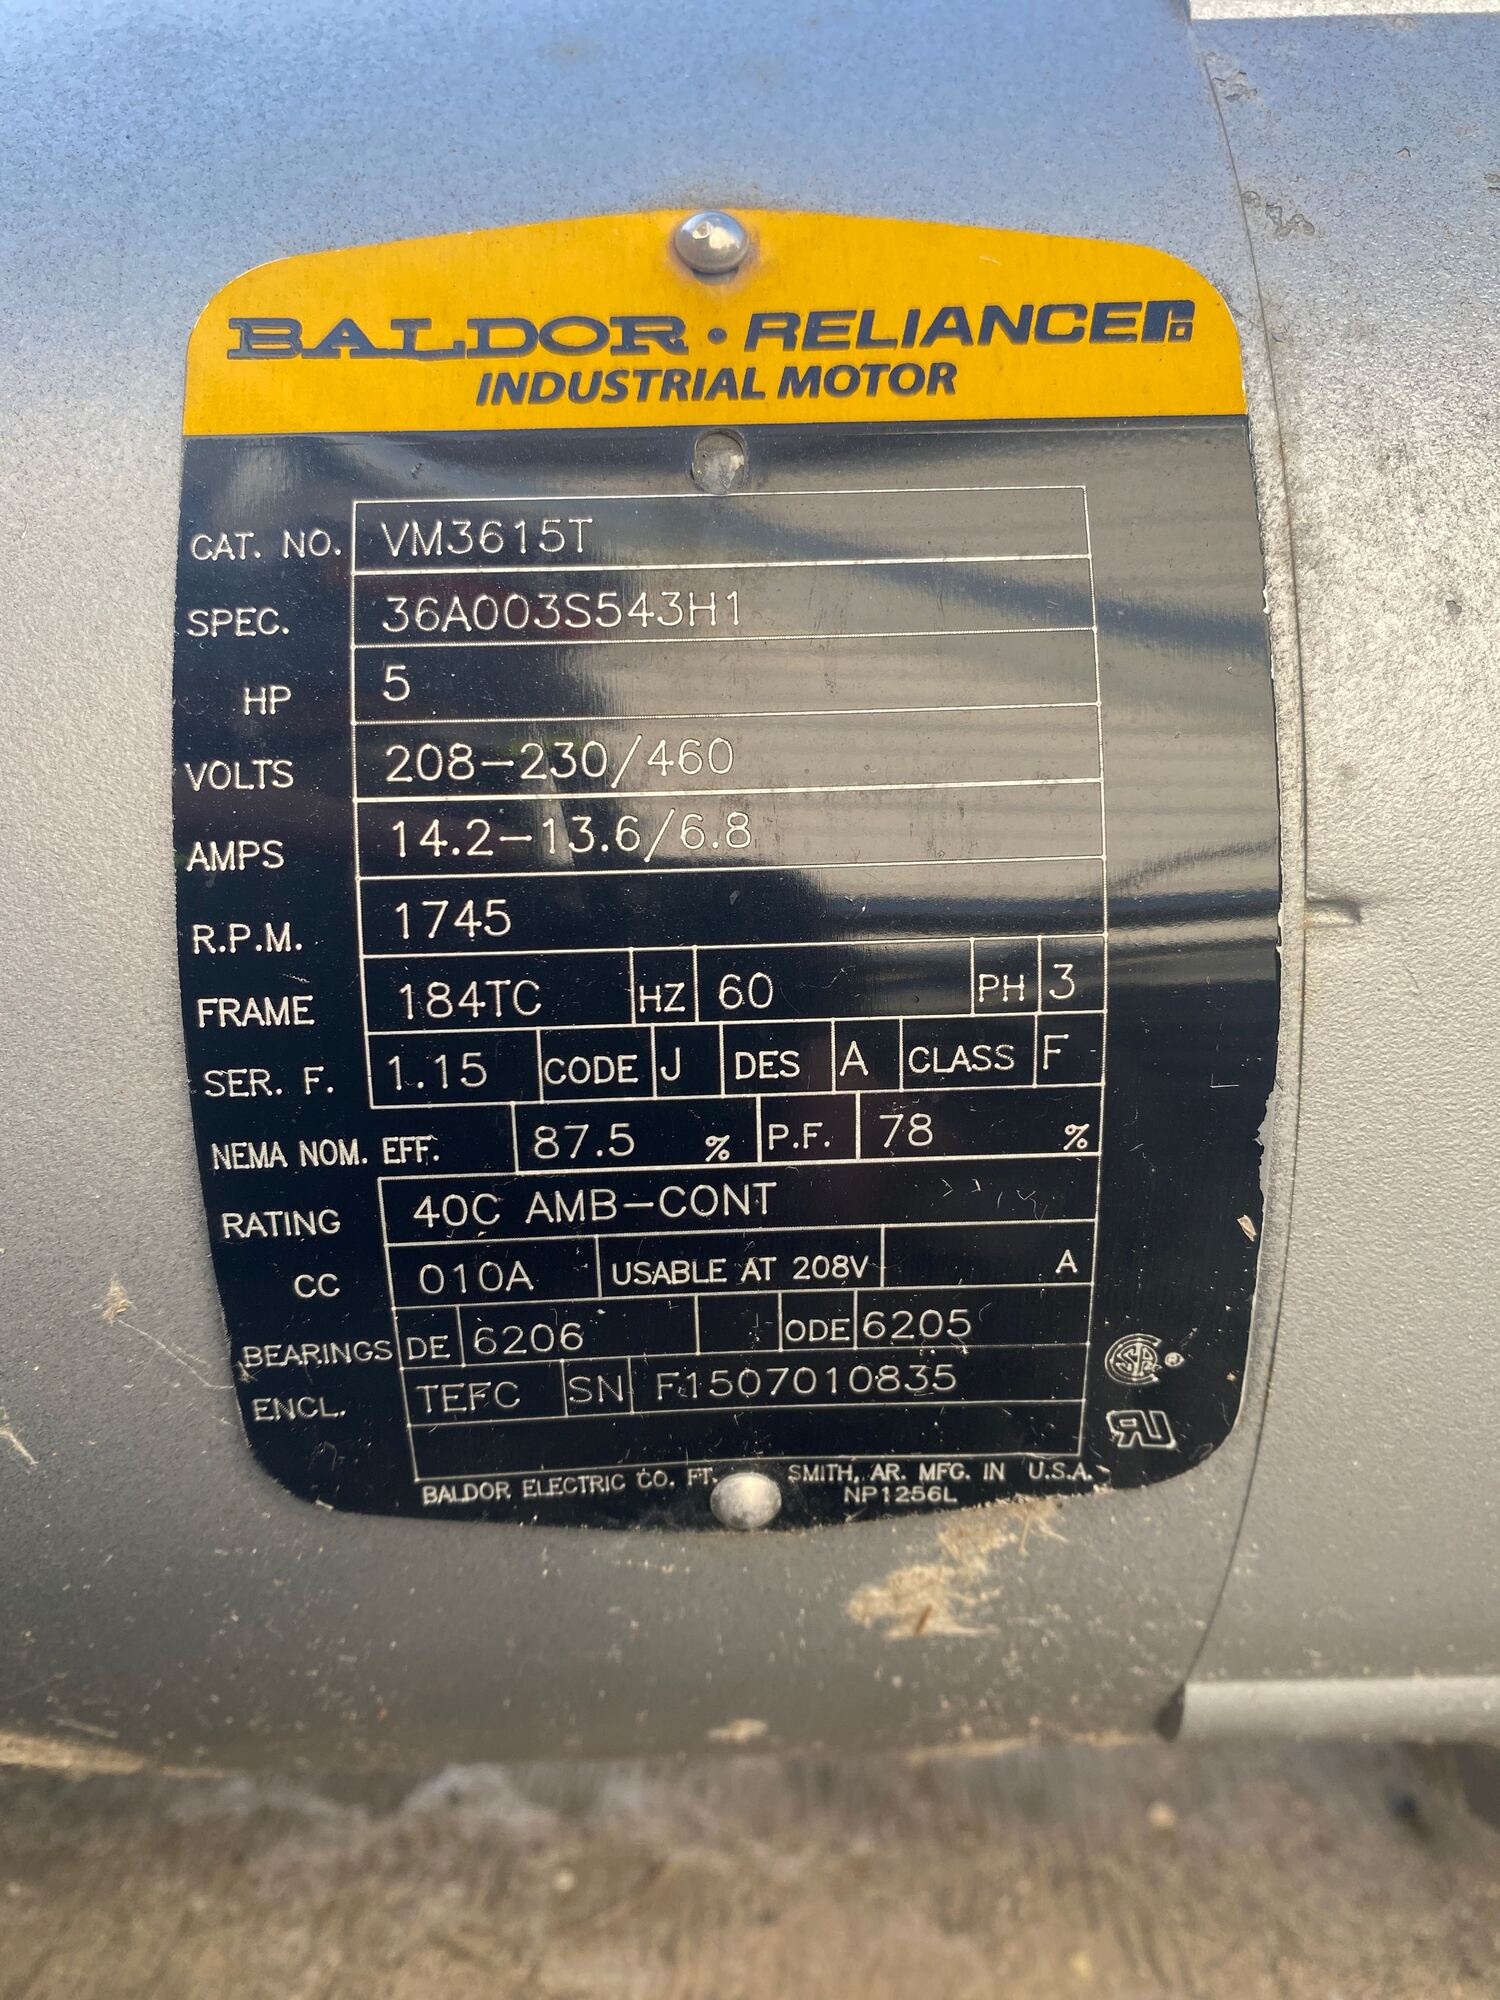 BALDOR • RELIANCE
INDUSTRIAL MOTOR
CAT. NO. VM3615T
SPEC. 36A003S543H1
HP 5
VOLTS 208-230/460
AMPS 14.2-13.6/6.8
R.P.M. 1745
FRAME 184TC HZ 60 PH 3
SER. F. 1.15 CODE J DES A CLASS F
NEMA NOM. EFF. 87.5 % P.F. 78 %
RATING 40C AMB-CONT
CC 010A USABLE AT 208V A
BEARINGS DE 6206 ODE 6205
ENCL. TEFC SN F1507010835
BALDOR ELECTRIC CO. FT. SMITH, AR. MFG. IN U.S.A.
NP1256L